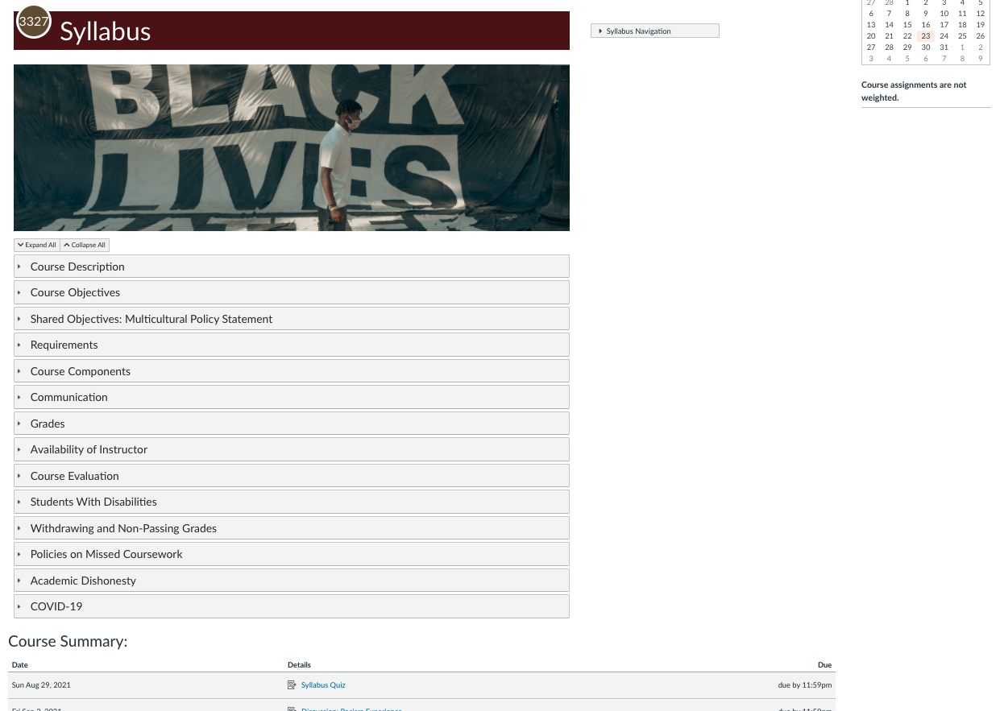 3327
Syllabus
Syllabus Navigation
27 28 1 2 3 4 5
6 7 8 9 10 11 12
13 14 15 16 17 18 19
20 21 22 23 24 25 26
27 28 29 30 31 1 2
3 4 5 6 7 8 9
Course assignments are not
weighted.
BLACK
LIVES
Expand All Collapse All
Course Description
Course Objectives
Shared Objectives: Multicultural Policy Statement
Requirements
Course Components
Communication
Grades
Availability of Instructor
Course Evaluation
Students With Disabilities
Withdrawing and Non-Passing Grades
Policies on Missed Coursework
Academic Dishonesty
COVID-19
Course Summary:
Date Details Due
Sun Aug 29, 2021 Syllabus Quiz due by 11:59pm